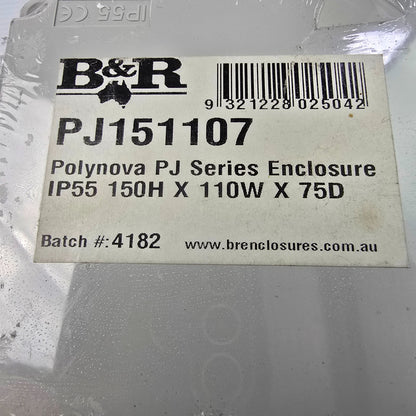 IP55 CE
B&R
9 321228 025042
PJ151107
Polynova PJ Series Enclosure
IP55 150H X 110W X 75D
Batch #: 4182 www.brenclosures.com.au